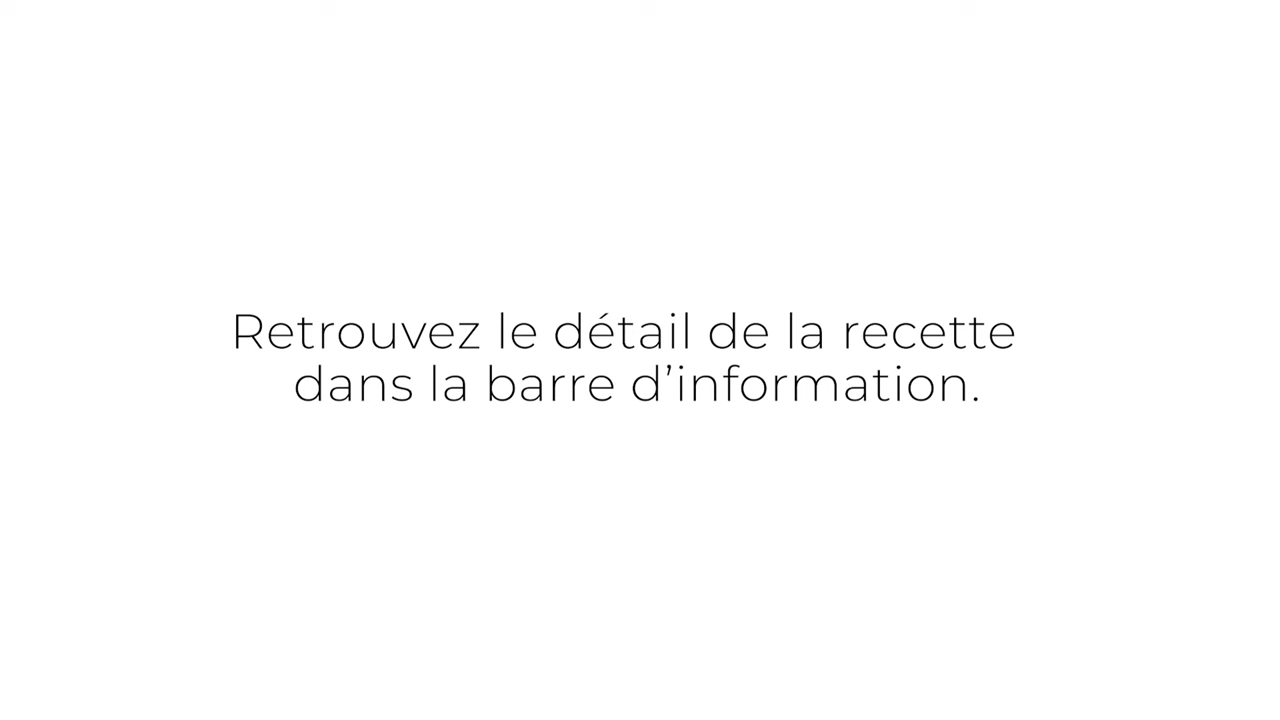 Retrouvez le détail de la recette
dans la barre d’information.